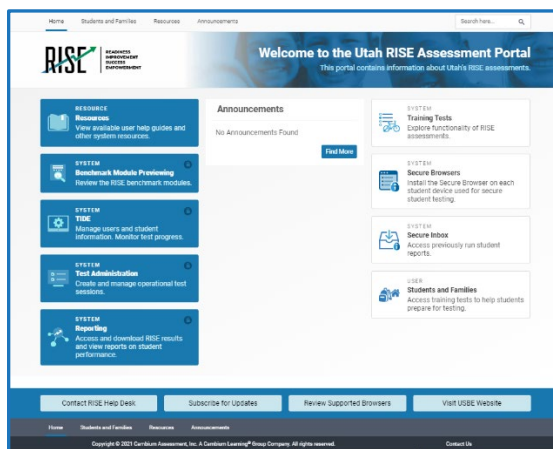 Home Students and Families Resources Announcements Search here...
RISE READINESS
IMPROVEMENT
SUCCESS
EMPOWERMENT
Welcome to the Utah RISE Assessment Portal
This portal contains information about Utah's RISE assessments.
RESOURCE
Resources
View available user help guides and
other system resources.
SYSTEM
Benchmark Module Previewing
Review the RISE benchmark modules.
SYSTEM
TIDE
Manage users and student
information. Monitor test progress.
SYSTEM
Test Administration
Create and manage operational test
sessions.
SYSTEM
Reporting
Access and download RISE results
and view reports on student
performance.
Announcements
No Announcements Found
Find More
SYSTEM
Training Tests
Explore functionality of RISE
assessments.
SYSTEM
Secure Browsers
Install the Secure Browser on each
student device used for secure
student testing.
SYSTEM
Secure Inbox
Access previously run student
reports.
USER
Students and Families
Access training tests to help students
prepare for testing.
Contact RISE Help Desk Subscribe for Updates Review Supported Browsers Visit USBE Website
Home Students and Families Resources Announcements
Copyright © 2021 Cambium Assessment, Inc. A Cambium Learning® Group Company. All rights reserved. Contact Us